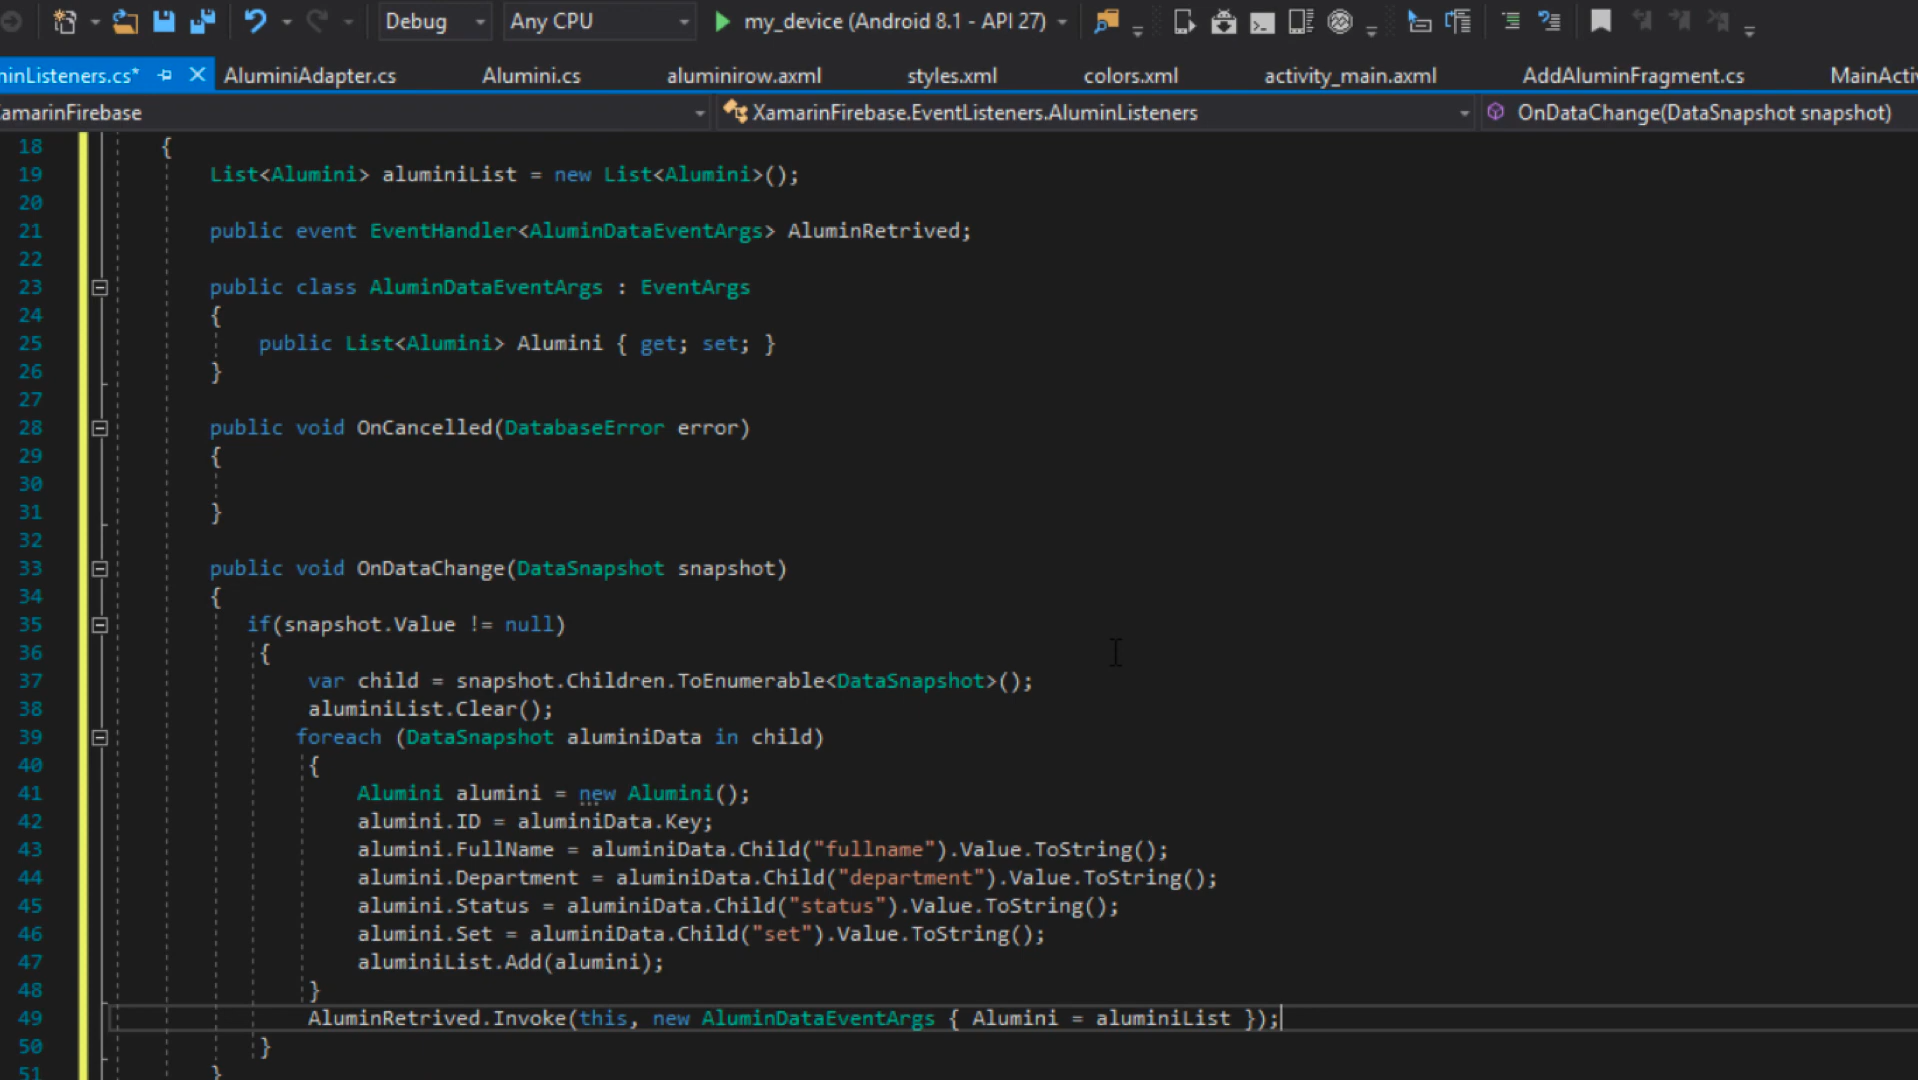 Debug Any CPU my_device (Android 8.1 - API 27)
minListeners.cs* AluminiAdapter.cs Alumini.cs aluminirow.axml styles.xml colors.xml activity_main.axml AddAluminFragment.cs MainActiv
XamarinFirebase XamarinFirebase.EventListeners.AluminListeners OnDataChange(DataSnapshot snapshot)
18 {
19 List<Alumini> aluminiList = new List<Alumini>();
20
21 public event EventHandler<AluminDataEventArgs> AluminRetrived;
22
23 public class AluminDataEventArgs : EventArgs
24 {
25 public List<Alumini> Alumini { get; set; }
26 }
27
28 public void OnCancelled(DatabaseError error)
29 {
30
31 }
32
33 public void OnDataChange(DataSnapshot snapshot)
34 {
35 if(snapshot.Value != null)
36 {
37 var child = snapshot.Children.ToEnumerable<DataSnapshot>();
38 aluminiList.Clear();
39 foreach (DataSnapshot aluminiData in child)
40 {
41 Alumini alumini = new Alumini();
42 alumini.ID = aluminiData.Key;
43 alumini.FullName = aluminiData.Child("fullname").Value.ToString();
44 alumini.Department = aluminiData.Child("department").Value.ToString();
45 alumini.Status = aluminiData.Child("status").Value.ToString();
46 alumini.Set = aluminiData.Child("set").Value.ToString();
47 aluminiList.Add(alumini);
48 }
49 AluminRetrived.Invoke(this, new AluminDataEventArgs { Alumini = aluminiList });
50 }
51 }